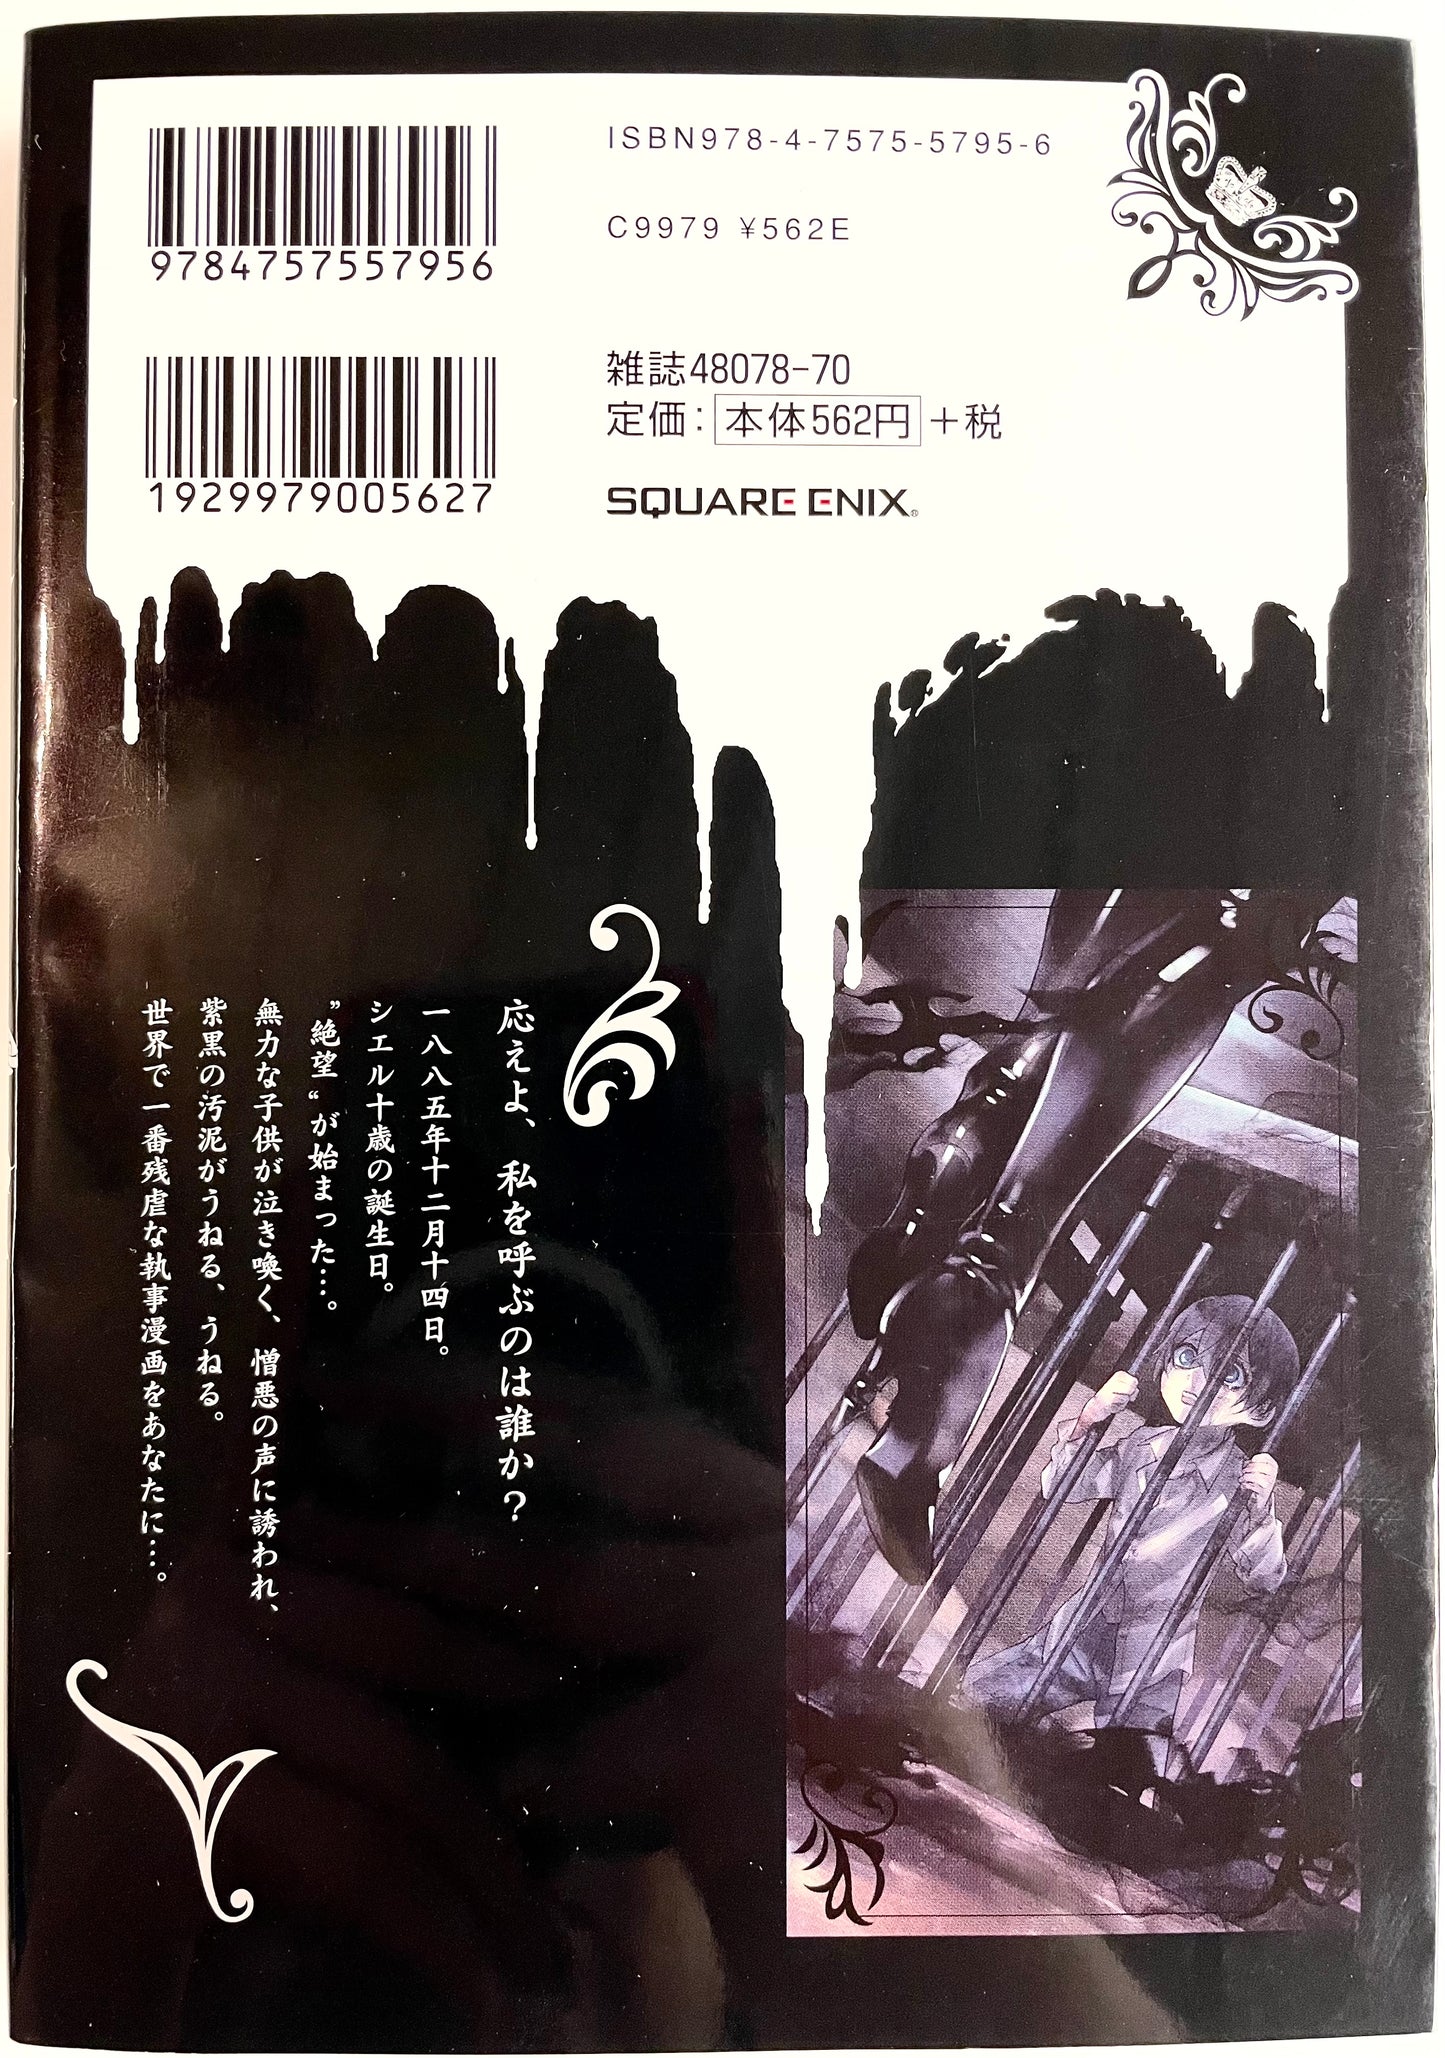 9784757557956
ISBN978-4-7575-5795-6
C9979 ¥562E
1929979005627
雑誌48078-70
定価：本体562円＋税
SQUARE ENIX®
応えよ、私を呼ぶのは誰か？
一八八五年十二月十四日。
シエル十歳の誕生日。
”絶望“が始まった…。
無力な子供が泣き喚く、憎悪の声に誘われ、
紫黒の汚泥がうねる、うねる。
世界で一番残虐な執事漫画をあなたに…。